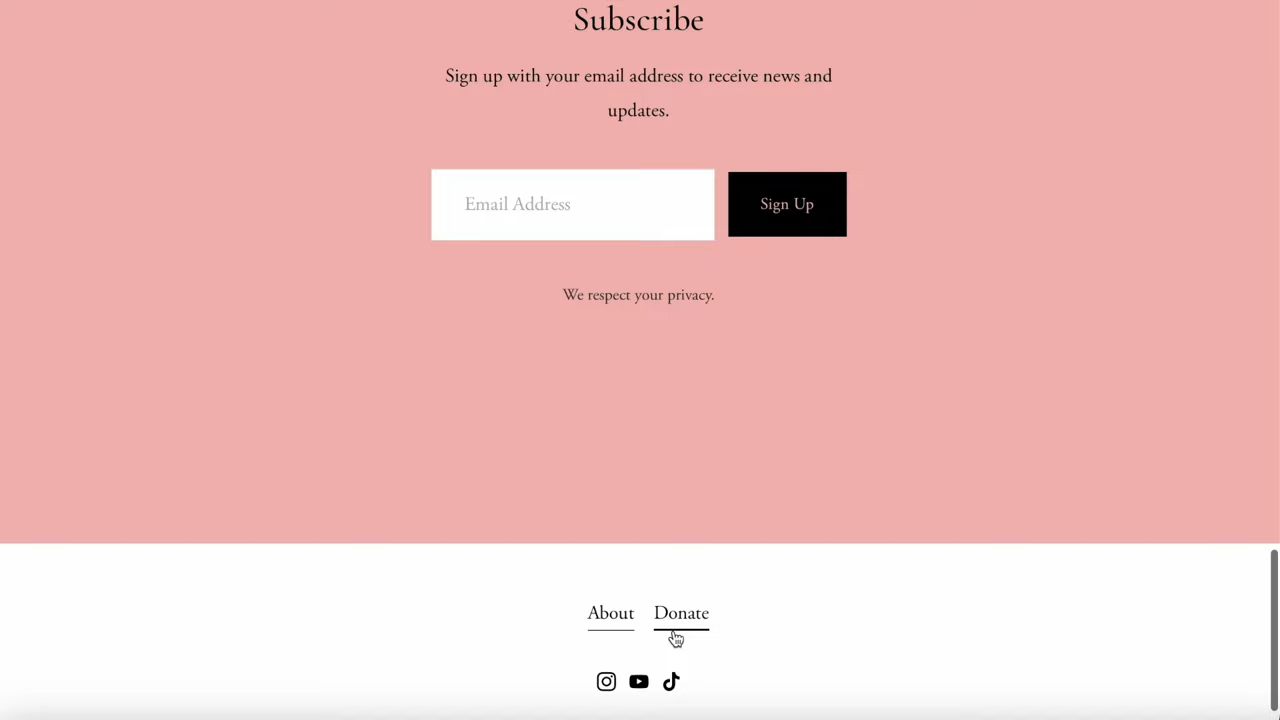 Subscribe
Sign up with your email address to receive news and
updates.
Email Address
Sign Up
We respect your privacy.
About Donate